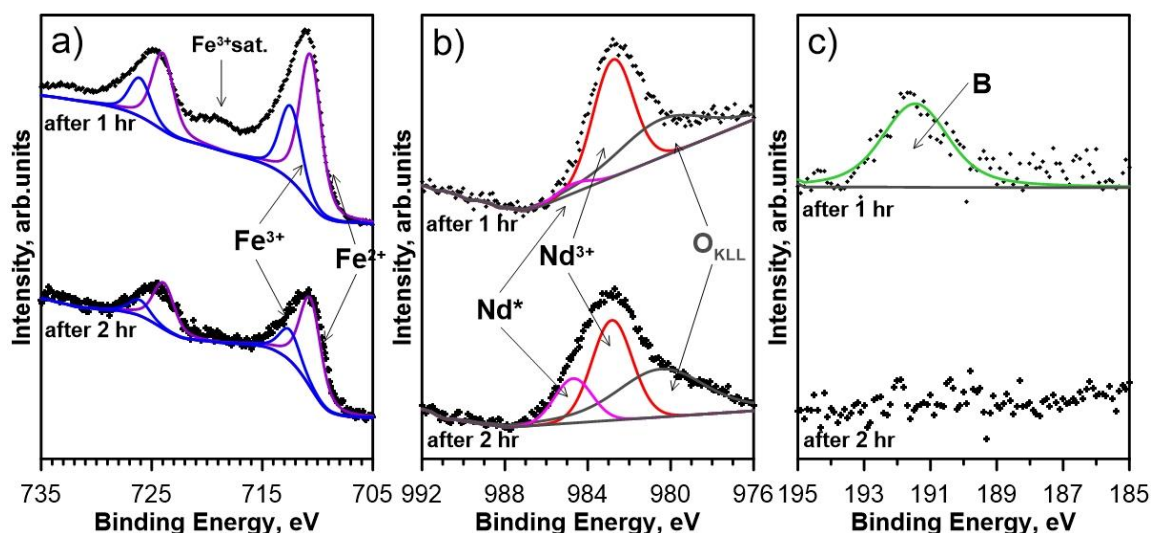 a)
Fe³⁺sat.
after 1 hr
Fe³⁺
Fe²⁺
after 2 hr
735 725 715 705
Binding Energy, eV
Intensity, arb.units
b)
after 1 hr
Nd³⁺
O_KLL
Nd*
after 2 hr
992 988 984 980 976
Binding Energy, eV
Intensity, arb.units
c)
B
after 1 hr
after 2 hr
195 193 191 189 187 185
Binding Energy, eV
Intensity, arb.units